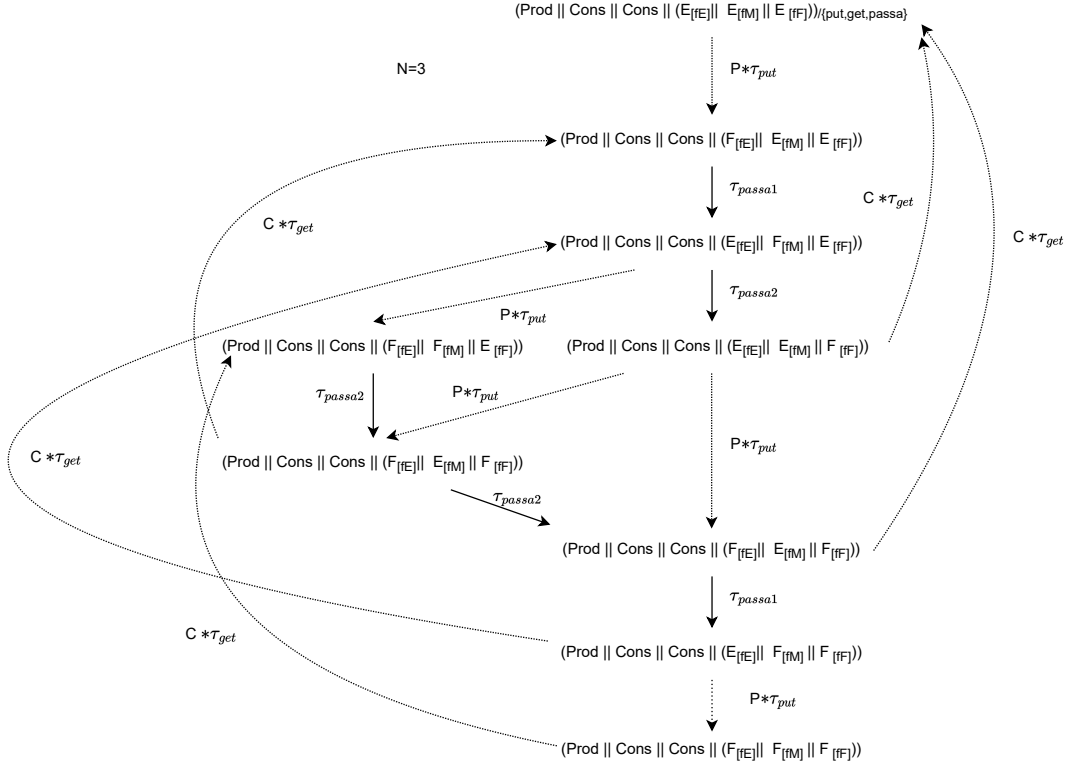 (Prod || Cons || Cons || (E[fE]|| E[fM] || E [fF]))/{put,get,passa}
N=3
P∗τput
(Prod || Cons || Cons || (F[fE]|| E[fM] || E [fF]))
τpassa1
C ∗τget
C ∗τget
C ∗τget
(Prod || Cons || Cons || (E[fE]|| F[fM] || E [fF]))
τpassa2
P∗τput
(Prod || Cons || Cons || (F[fE]|| F[fM] || E [fF]))
(Prod || Cons || Cons || (E[fE]|| E[fM] || F [fF]))
τpassa2
P∗τput
P∗τput
C ∗τget
(Prod || Cons || Cons || (F[fE]|| E[fM] || F [fF]))
τpassa2
(Prod || Cons || Cons || (F[fE]|| E[fM] || F[fF]))
τpassa1
C ∗τget
(Prod || Cons || Cons || (E[fE]|| F[fM] || F [fF]))
P∗τput
(Prod || Cons || Cons || (F[fE]|| F[fM] || F [fF]))